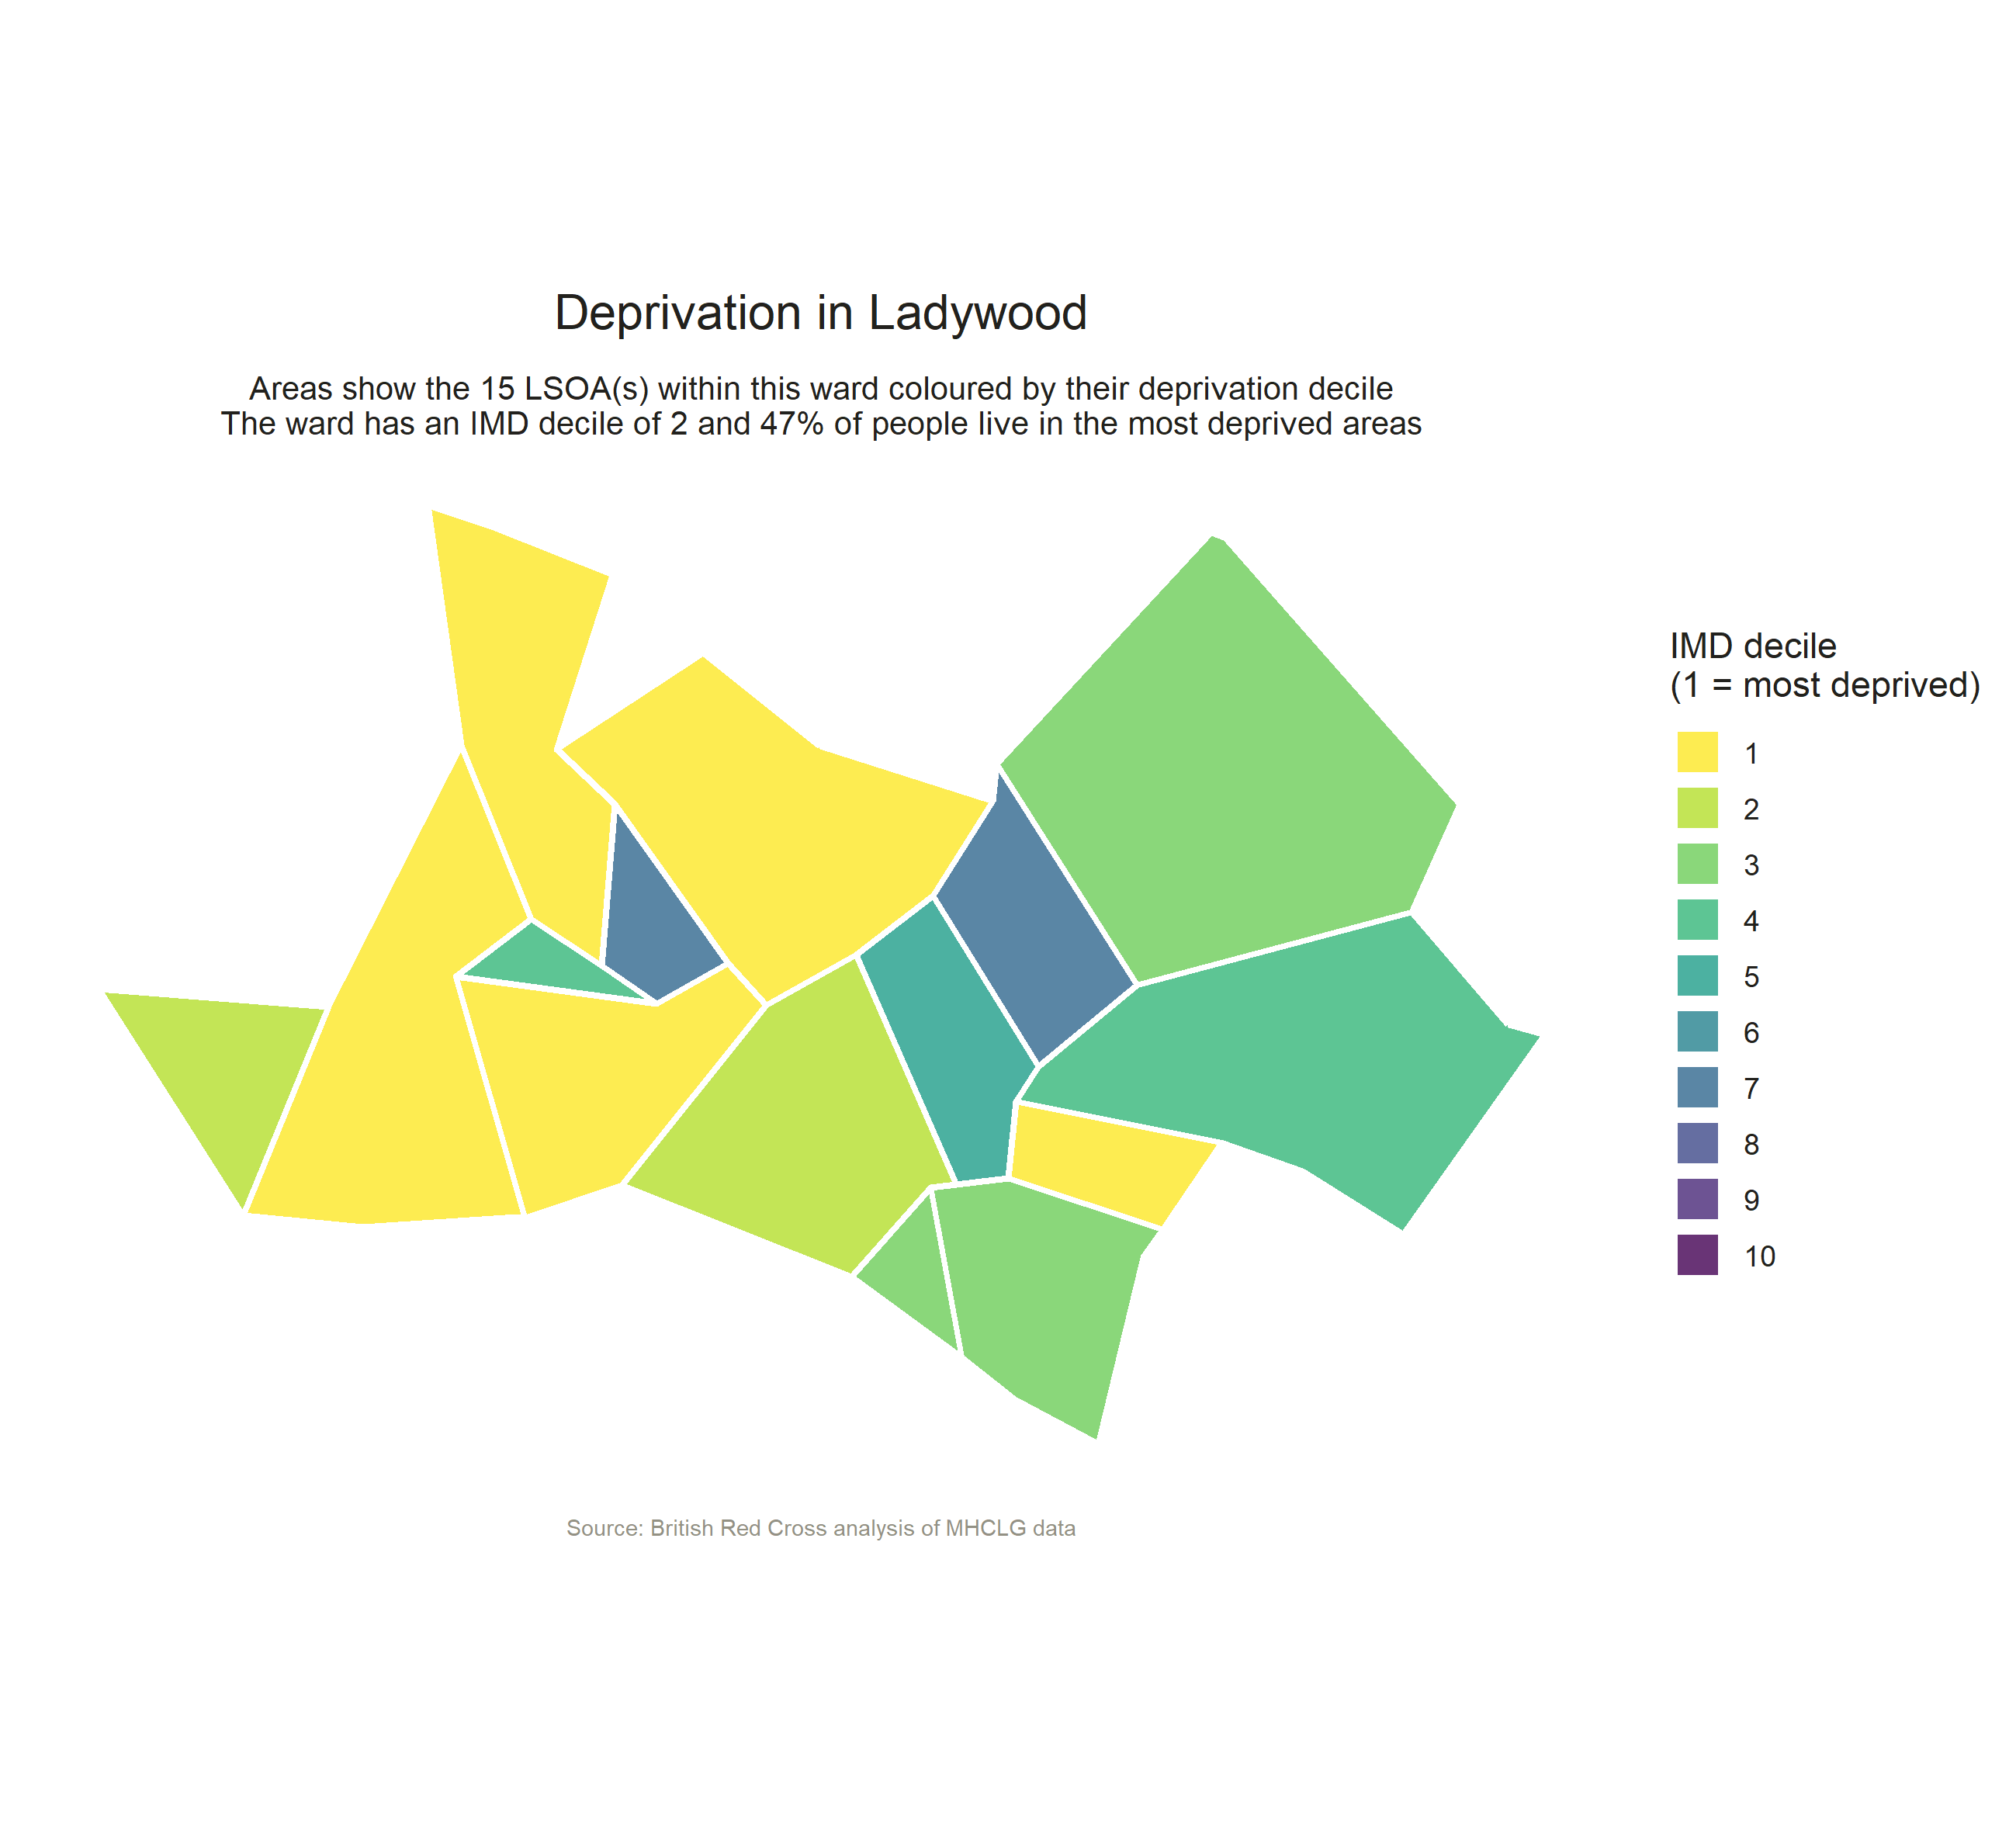 Deprivation in Ladywood
Areas show the 15 LSOA(s) within this ward coloured by their deprivation decile
The ward has an IMD decile of 2 and 47% of people live in the most deprived areas
IMD decile
(1 = most deprived)
1
2
3
4
5
6
7
8
9
10
Source: British Red Cross analysis of MHCLG data